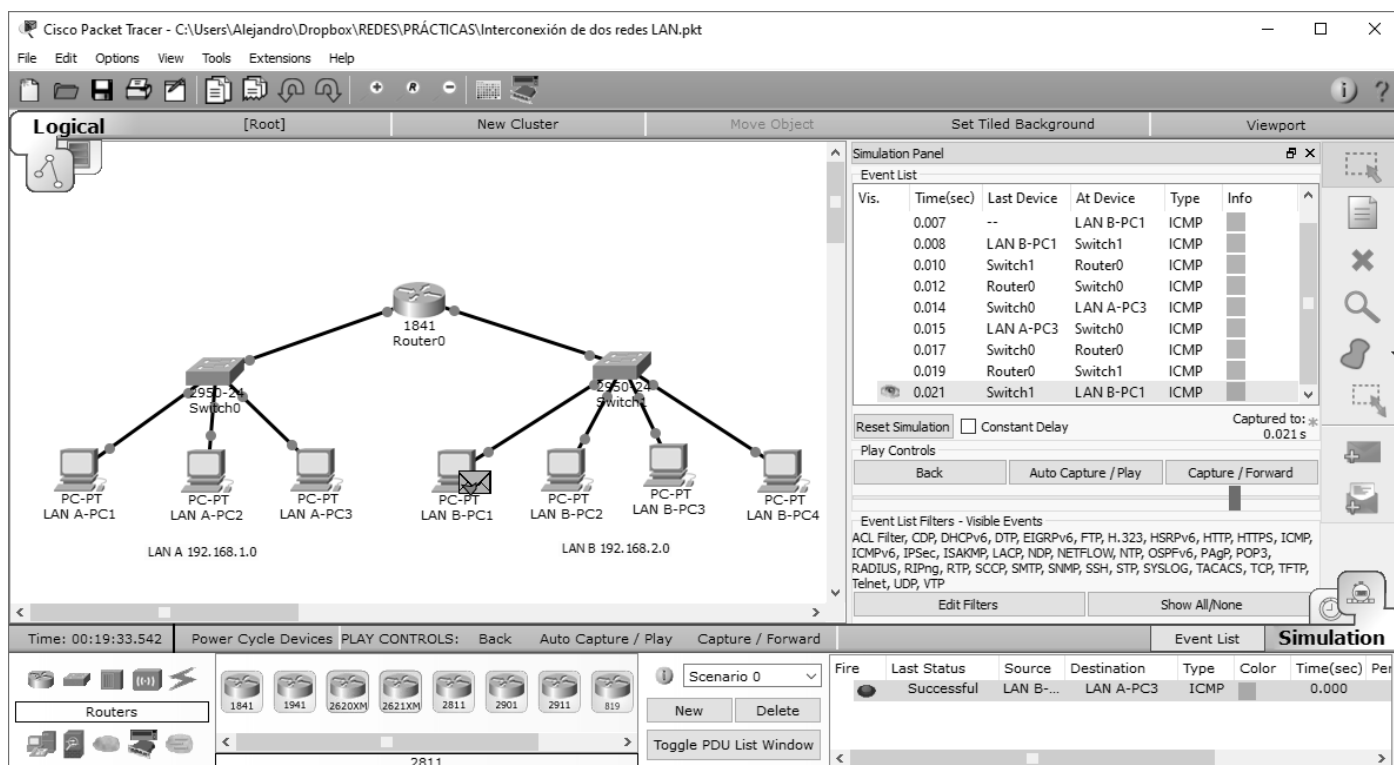 Cisco Packet Tracer - C:\Users\Alejandro\Dropbox\REDES\PRÁCTICAS\Interconexión de dos redes LAN.pkt
File Edit Options View Tools Extensions Help
Logical [Root] New Cluster Move Object Set Tiled Background Viewport
1841
Router0
2950-24
Switch0
2950-24
Switch1
PC-PT
LAN A-PC1
PC-PT
LAN A-PC2
PC-PT
LAN A-PC3
PC-PT
LAN B-PC1
PC-PT
LAN B-PC2
PC-PT
LAN B-PC3
PC-PT
LAN B-PC4
LAN A 192.168.1.0
LAN B 192.168.2.0
Simulation Panel
Event List
Vis. Time(sec) Last Device At Device Type Info
0.007 -- LAN B-PC1 ICMP
0.008 LAN B-PC1 Switch1 ICMP
0.010 Switch1 Router0 ICMP
0.012 Router0 Switch0 ICMP
0.014 Switch0 LAN A-PC3 ICMP
0.015 LAN A-PC3 Switch0 ICMP
0.017 Switch0 Router0 ICMP
0.019 Router0 Switch1 ICMP
0.021 Switch1 LAN B-PC1 ICMP
Reset Simulation Constant Delay Captured to: *
0.021 s
Play Controls
Back Auto Capture / Play Capture / Forward
Event List Filters - Visible Events
ACL Filter, CDP, DHCPv6, DTP, EIGRPv6, FTP, H.323, HSRPv6, HTTP, HTTPS, ICMP,
ICMPv6, IPSec, ISAKMP, LACP, NDP, NETFLOW, NTP, OSPFv6, PAgP, POP3,
RADIUS, RIPng, RTP, SCCP, SMTP, SNMP, SSH, STP, SYSLOG, TACACS, TCP, TFTP,
Telnet, UDP, VTP
Edit Filters Show All/None
Time: 00:19:33.542 Power Cycle Devices PLAY CONTROLS: Back Auto Capture / Play Capture / Forward Event List Simulation
Routers
1841 1941 2620XM 2621XM 2811 2901 2911 819
2811
Scenario 0
New Delete
Toggle PDU List Window
Fire Last Status Source Destination Type Color Time(sec) Per
Successful LAN B-... LAN A-PC3 ICMP 0.000